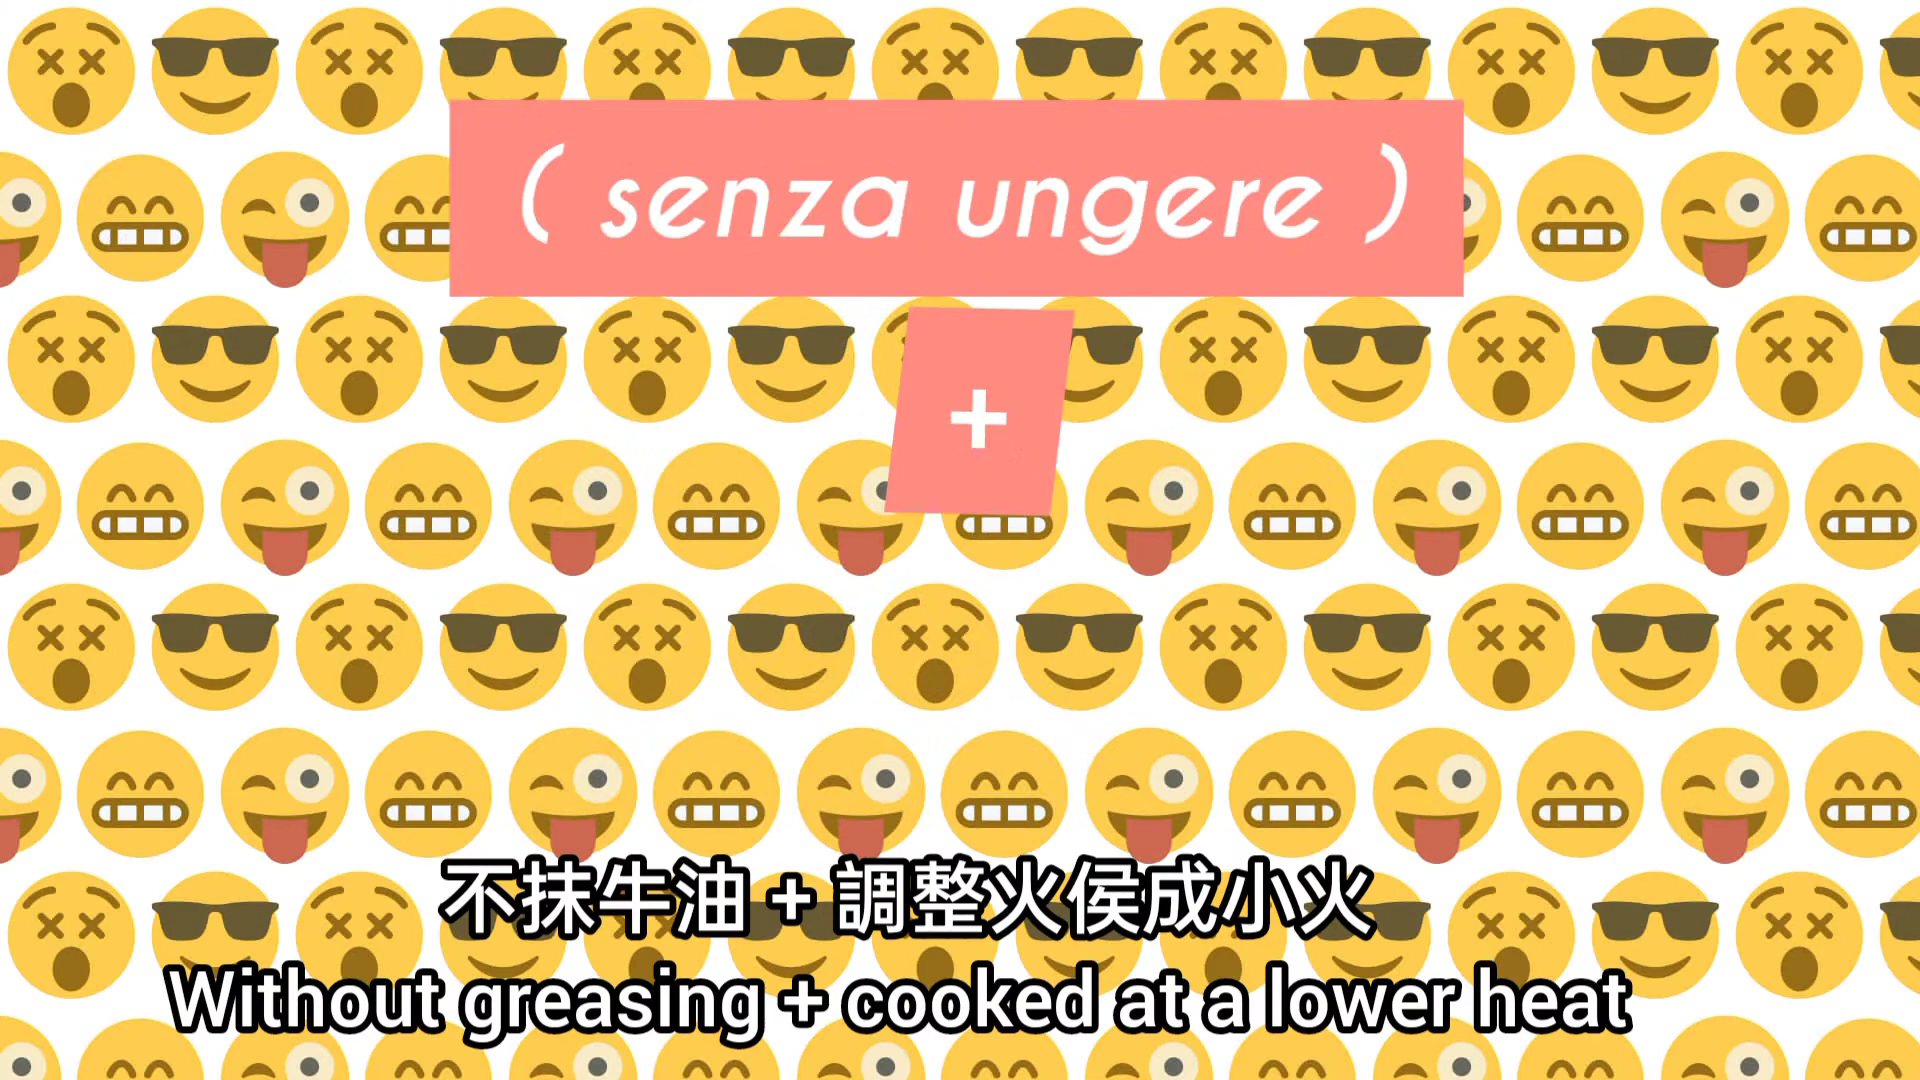 ( senza ungere )
+
不抹牛油 + 調整火侯成小火
Without greasing + cooked at a lower heat